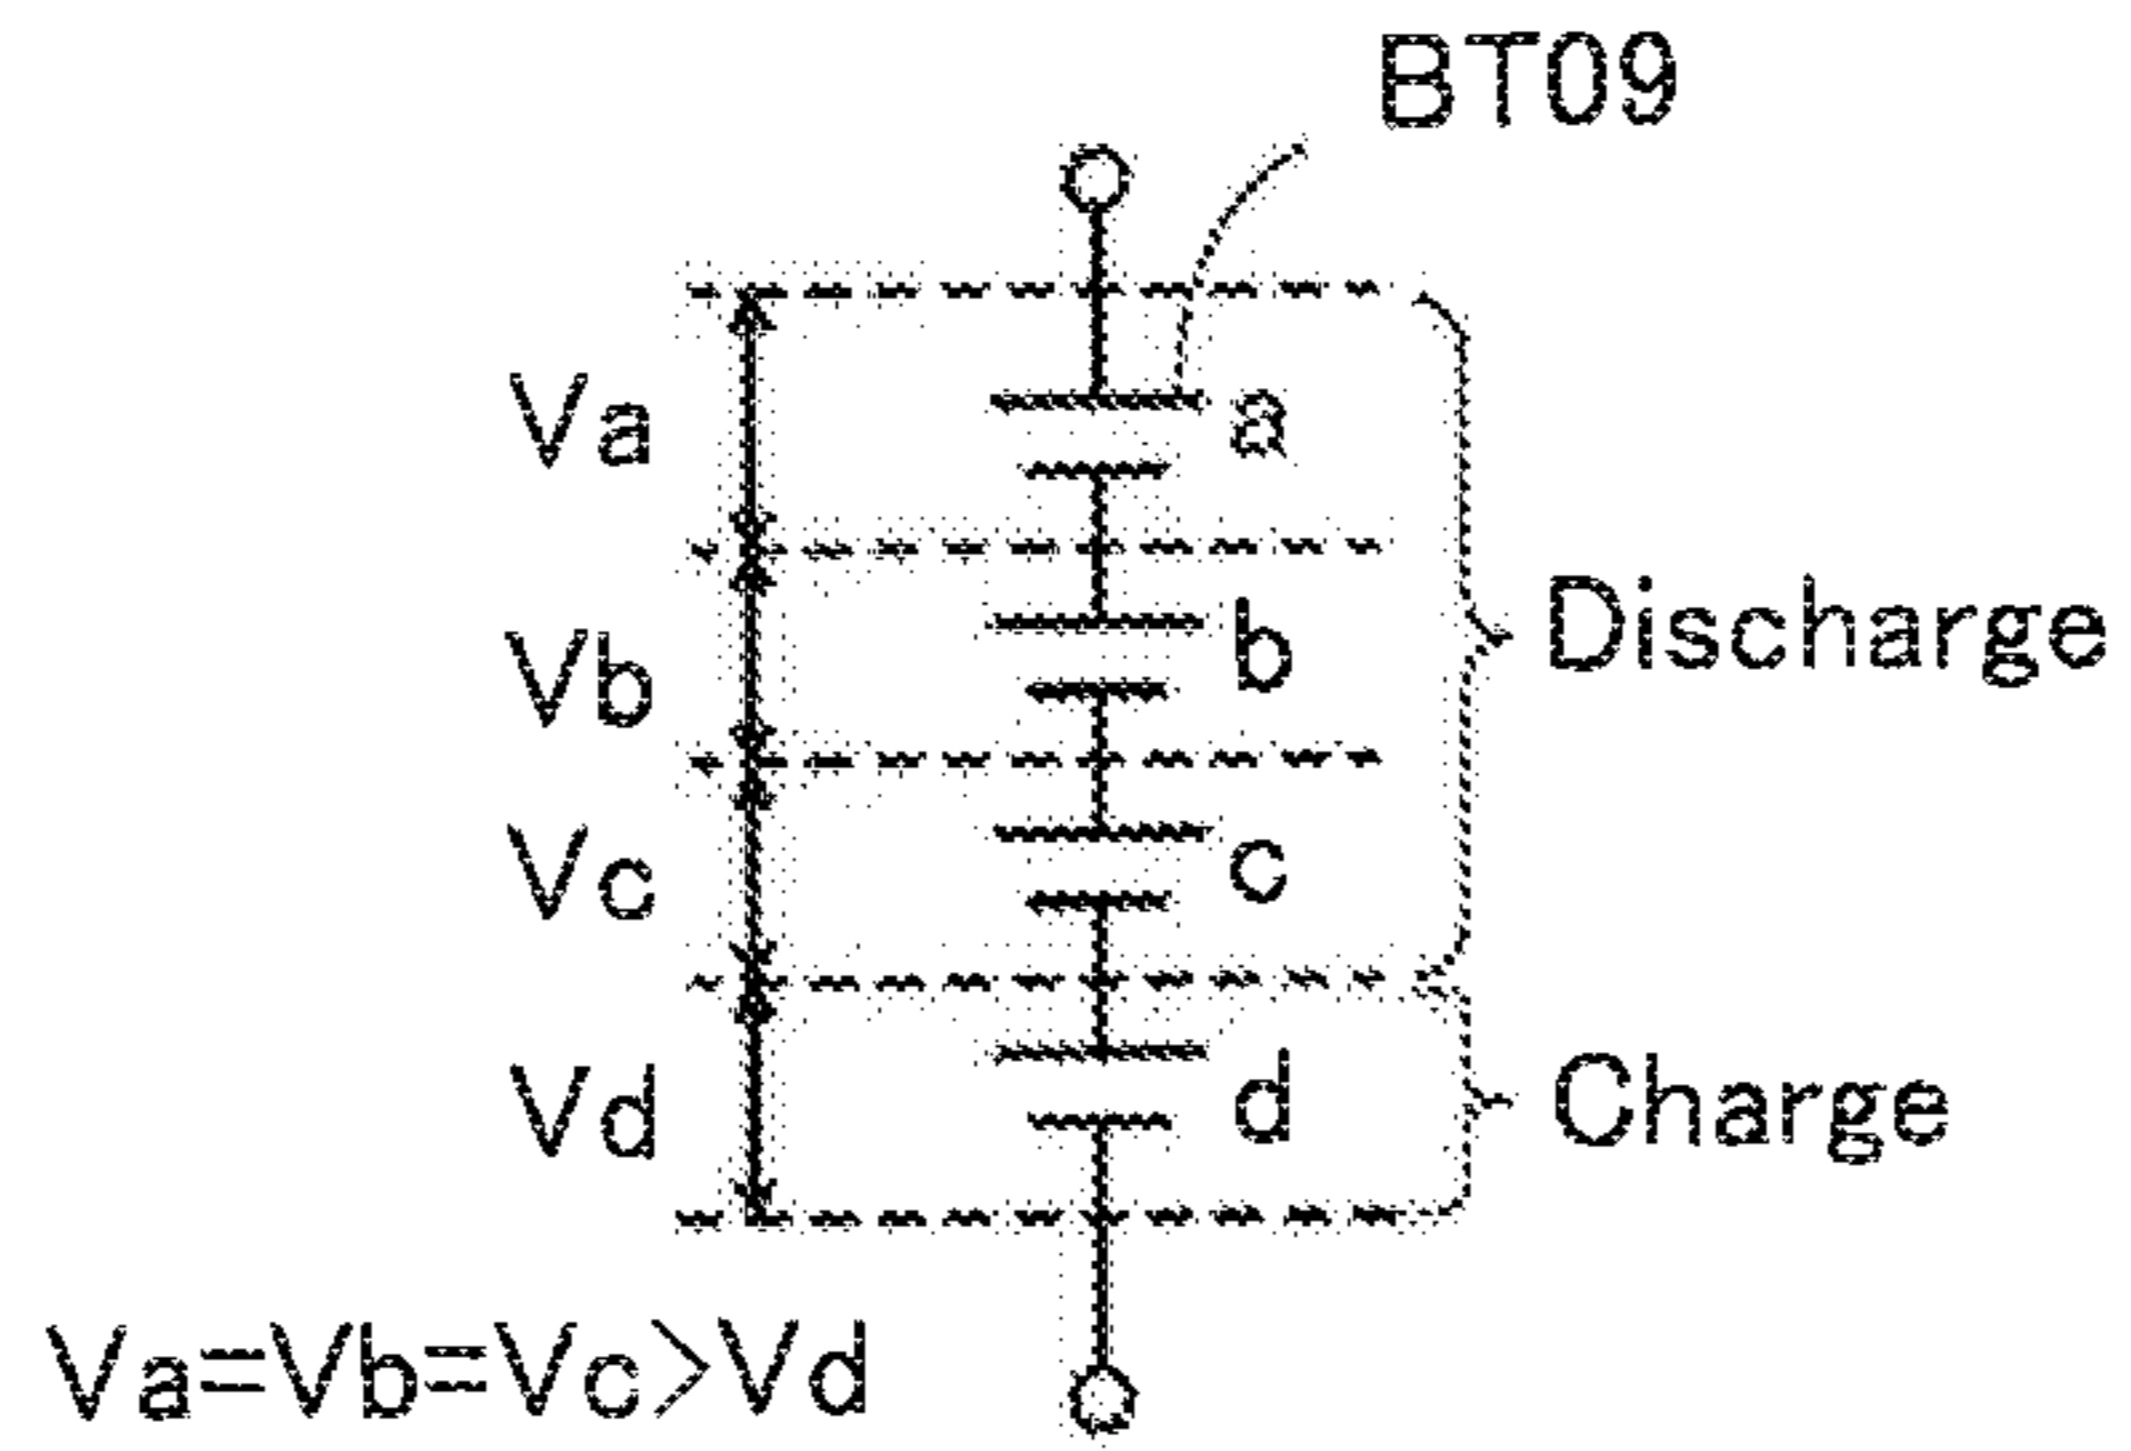 BT09
Va
a
Vb
b
Discharge
Vc
c
Vd
d
Charge
Va=Vb=Vc>Vd